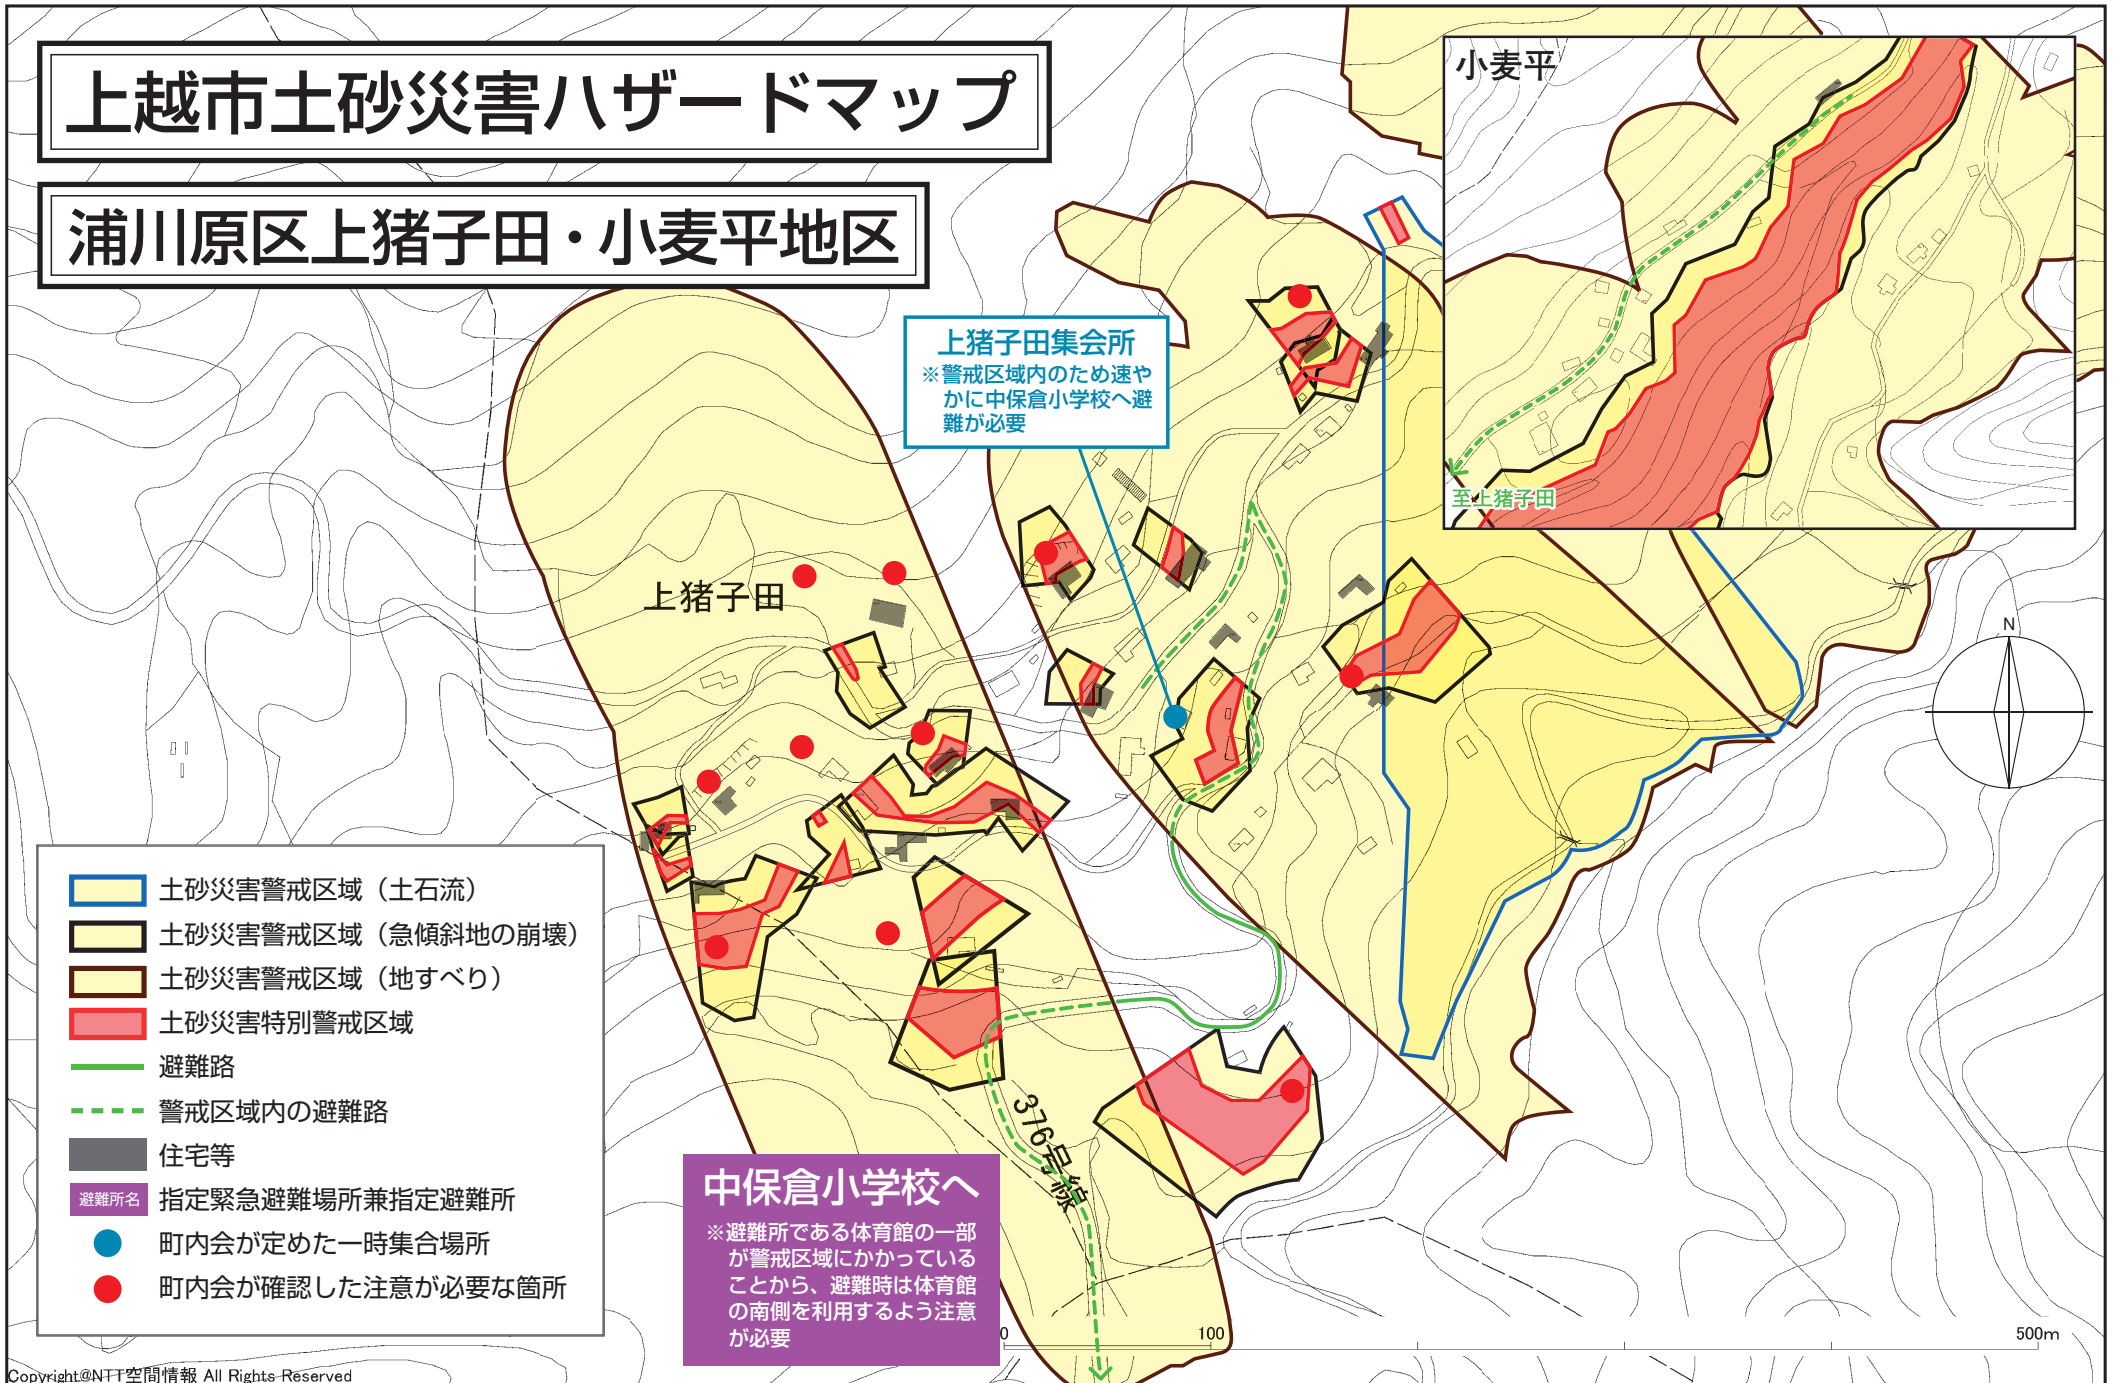 上越市土砂災害ハザードマップ
浦川原区上猪子田・小麦平地区
小麦平
至上猪子田
上猪子田集会所
※警戒区域内のため速や
かに中保倉小学校へ避
難が必要
上猪子田
N
土砂災害警戒区域（土石流）
土砂災害警戒区域（急傾斜地の崩壊）
土砂災害警戒区域（地すべり）
土砂災害特別警戒区域
避難路
警戒区域内の避難路
住宅等
避難所名 指定緊急避難場所兼指定避難所
町内会が定めた一時集合場所
町内会が確認した注意が必要な箇所
376号線
中保倉小学校へ
※避難所である体育館の一部
が警戒区域にかかっている
ことから、避難時は体育館
の南側を利用するよう注意
が必要
0 100 500m
Copyright@NTT空間情報 All Rights Reserved